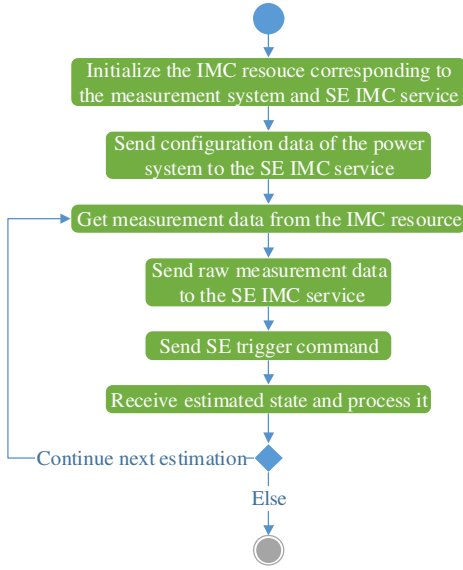 Initialize the IMC resouce corresponding to
the measurement system and SE IMC service
Send configuration data of the power
system to the SE IMC service
Get measurement data from the IMC resource
Send raw measurement data
to the SE IMC service
Send SE trigger command
Receive estimated state and process it
Continue next estimation
Else